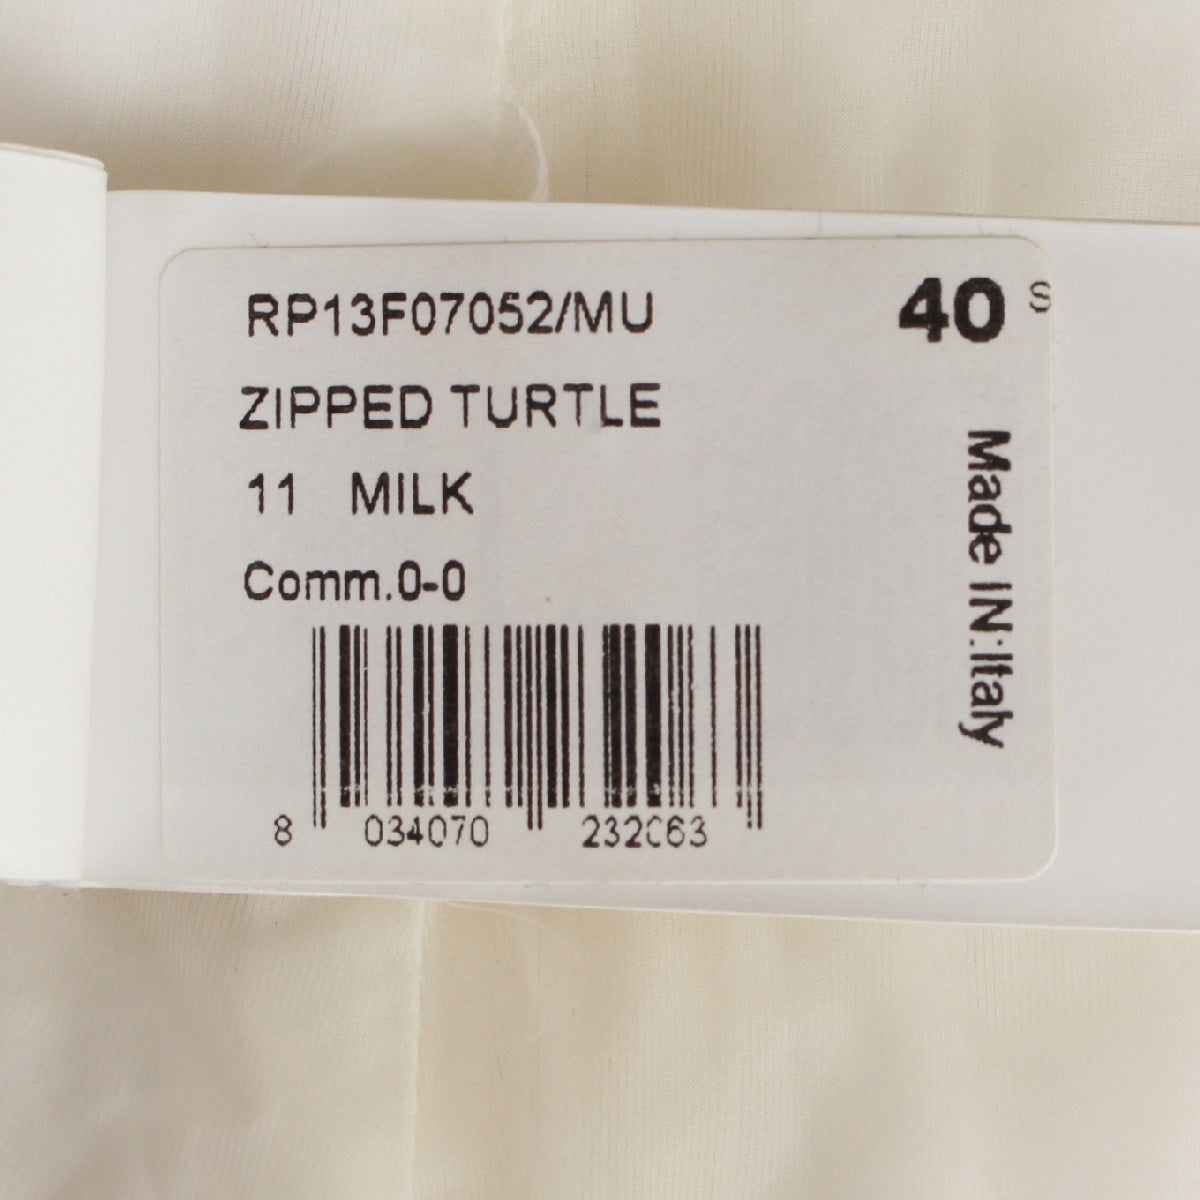 RP13F07052/MU
40 S
ZIPPED TURTLE
11 MILK
Comm.0-0
Made IN:Italy
8 034070 232063